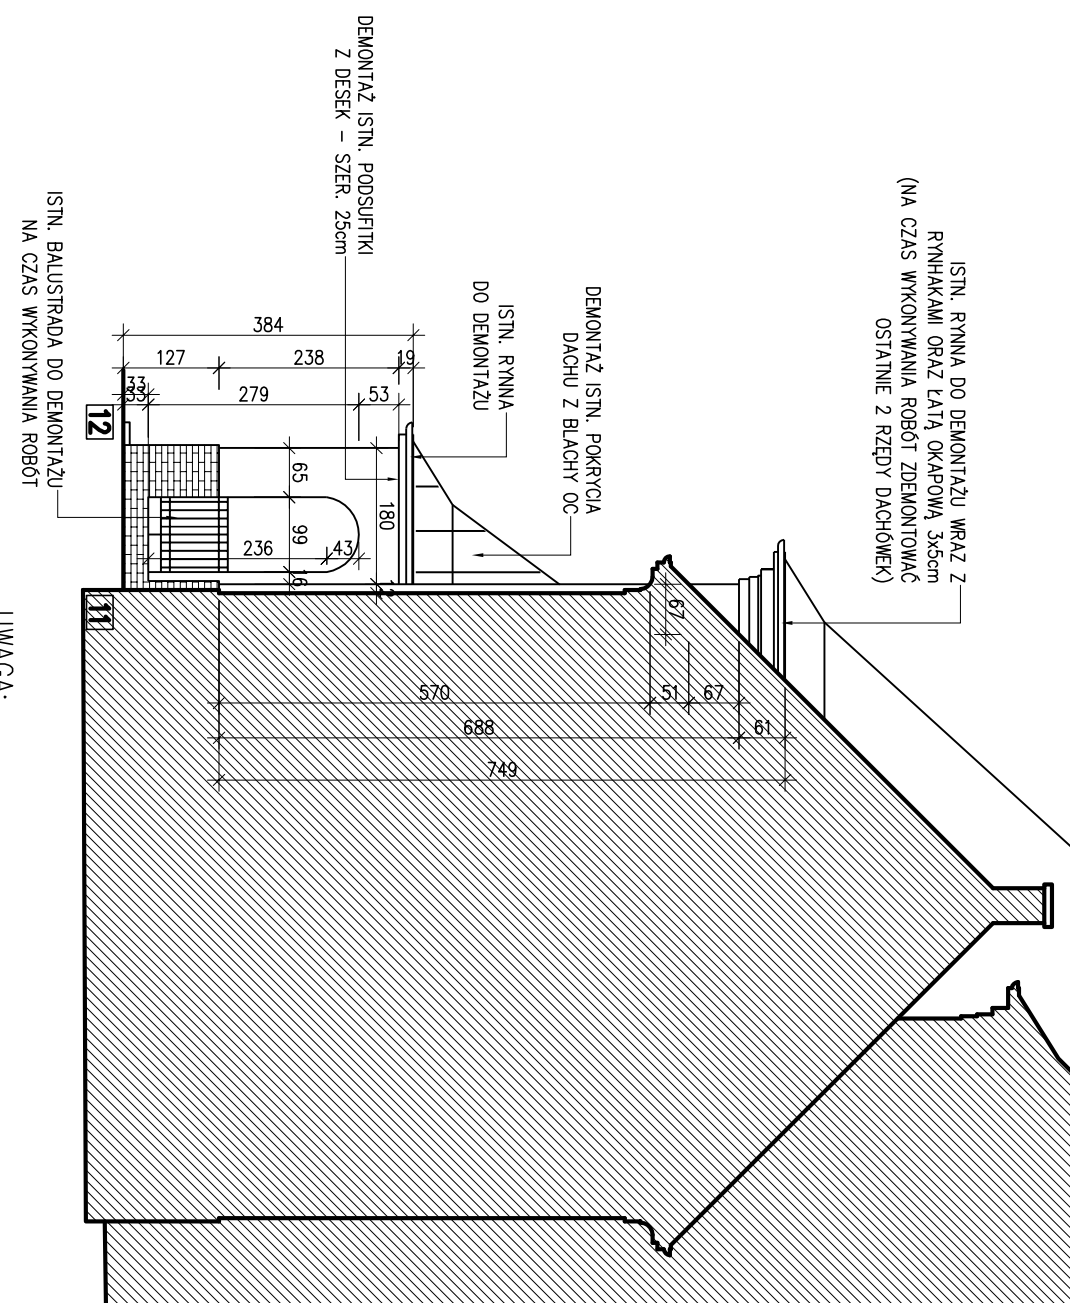 ISTN. RYNNA DO DEMONTAŻU WRAZ Z
RYNHAKAMI ORAZ ŁATĄ OKAPOWĄ 3x5cm
(NA CZAS WYKONYWANIA ROBÓT ZDEMONTOWAĆ
OSTATNIE 2 RZĘDY DACHÓWEK)
DEMONTAŻ ISTN. POKRYCIA
DACHU Z BLACHY OC
ISTN. RYNNA
DO DEMONTAŻU
DEMONTAŻ ISTN. PODSUFITKI
Z DESEK - SZER. 25cm
ISTN. BALUSTRADA DO DEMONTAŻU
NA CZAS WYKONYWANIA ROBÓT
384
127
238
19
33
33
279
53
65
99
16
180
236
43
67
570
51
67
688
61
749
12
11
UWAGA: